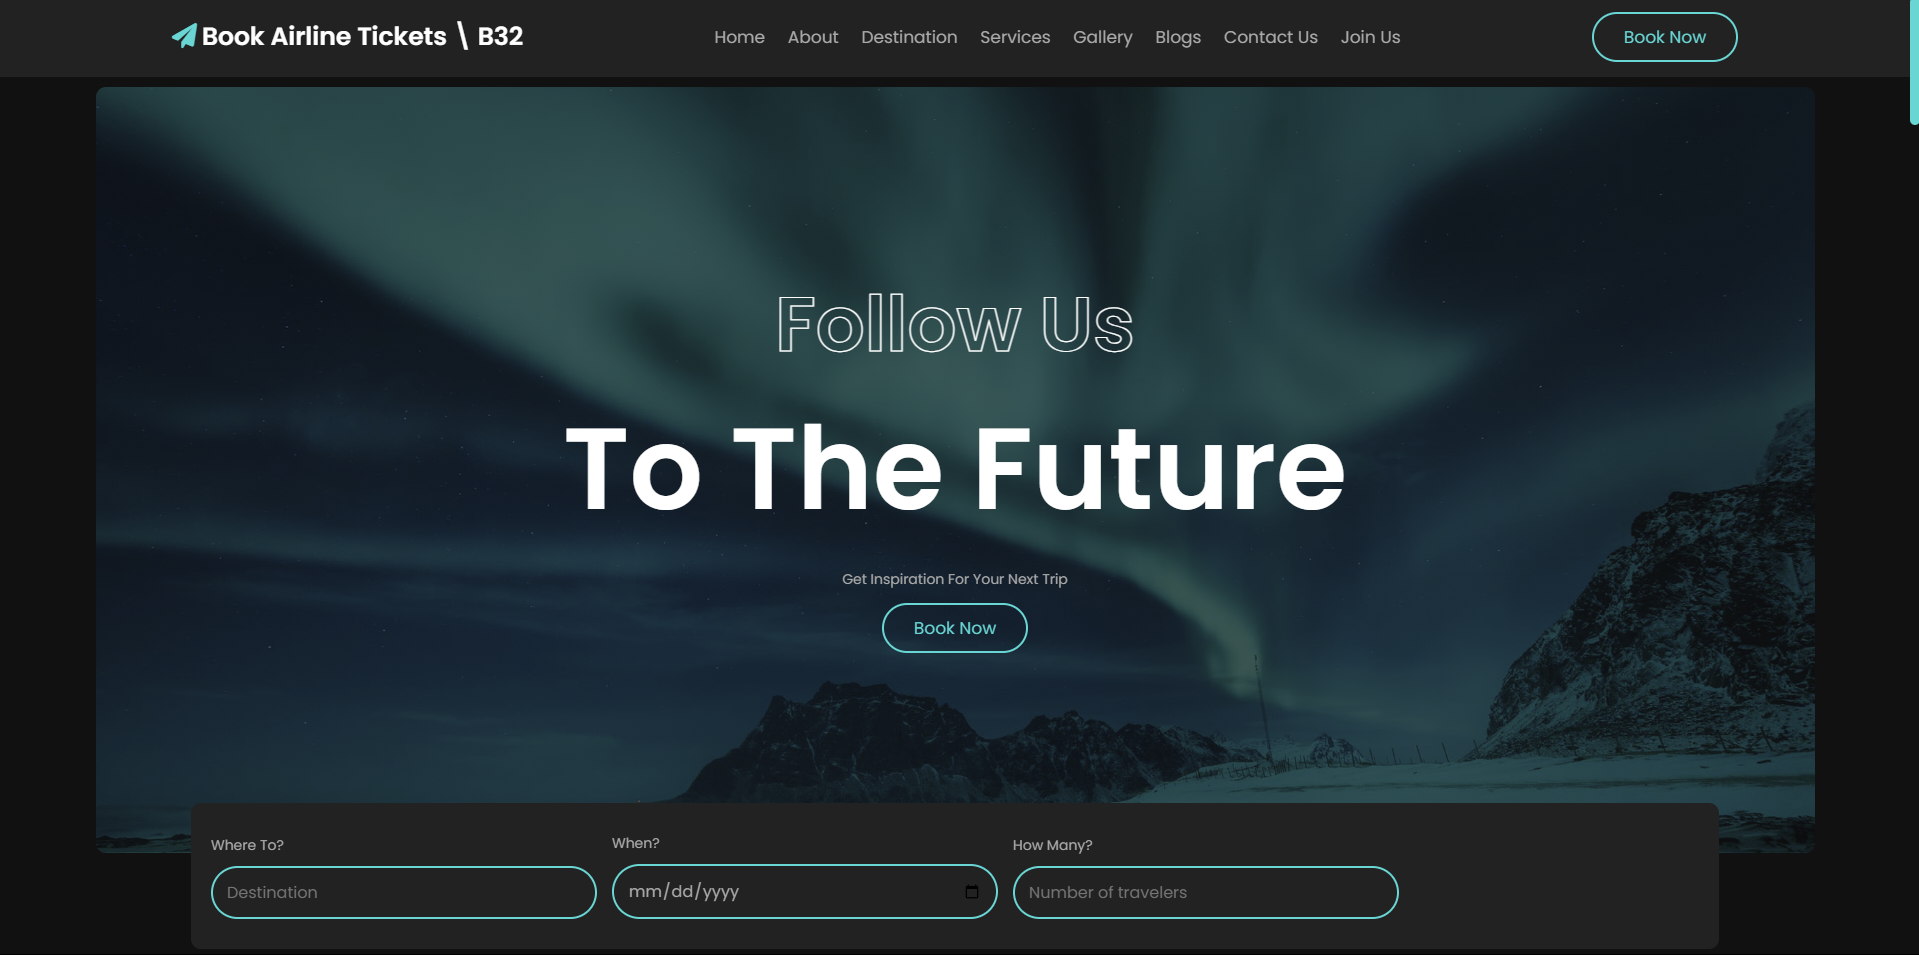 Book Airline Tickets \ B32
Home About Destination Services Gallery Blogs Contact Us Join Us
Book Now
Follow Us
To The Future
Get Inspiration For Your Next Trip
Book Now
Where To?
Destination
When?
mm/dd/yyyy
How Many?
Number of travelers